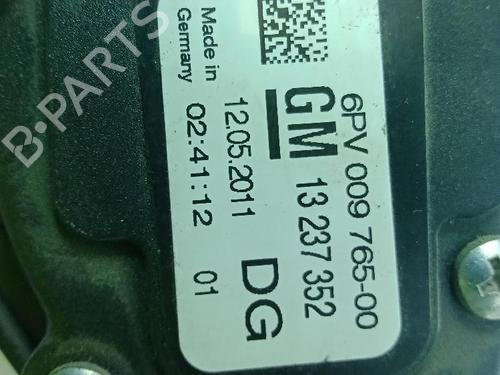 6PV 009 765-00
GM 13 237 352
DG
Made in
Germany
12.05.2011
02:41:12 01
B-PARTS